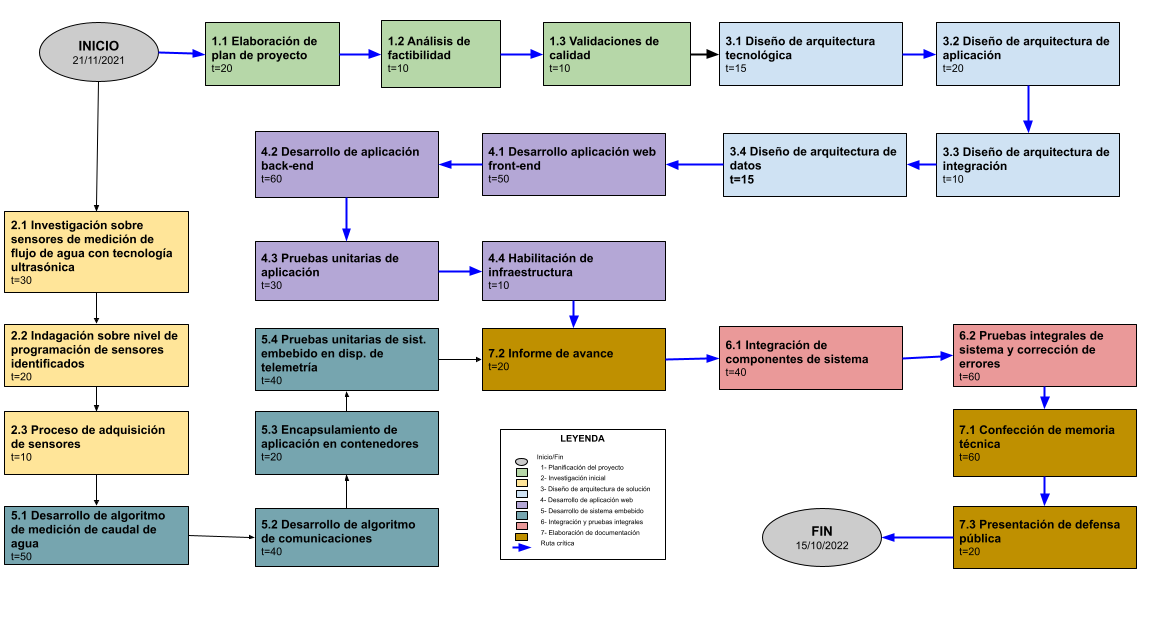 INICIO
21/11/2021
1.1 Elaboración de
plan de proyecto
t=20
1.2 Análisis de
factibilidad
t=10
1.3 Validaciones de
calidad
t=10
3.1 Diseño de arquitectura
tecnológica
t=15
3.2 Diseño de arquitectura de
aplicación
t=20
4.2 Desarrollo de aplicación
back-end
t=60
4.1 Desarrollo aplicación web
front-end
t=50
3.4 Diseño de arquitectura de
datos
t=15
3.3 Diseño de arquitectura de
integración
t=10
2.1 Investigación sobre
sensores de medición de
flujo de agua con tecnología
ultrasónica
t=30
4.3 Pruebas unitarias de
aplicación
t=30
4.4 Habilitación de
infraestructura
t=10
2.2 Indagación sobre nivel de
programación de sensores
identificados
t=20
5.4 Pruebas unitarias de sist.
embebido en disp. de
telemetría
t=40
7.2 Informe de avance
t=20
6.1 Integración de
componentes de sistema
t=40
6.2 Pruebas integrales de
sistema y corrección de
errores
t=60
2.3 Proceso de adquisición
de sensores
t=10
5.3 Encapsulamiento de
aplicación en contenedores
t=20
7.1 Confección de memoria
técnica
t=60
5.1 Desarrollo de algoritmo
de medición de caudal de
agua
t=50
5.2 Desarrollo de algoritmo
de comunicaciones
t=40
LEYENDA
Inicio/Fin
1- Planificación del proyecto
2- Investigación inicial
3- Diseño de arquitectura de solución
4- Desarrollo de aplicación web
5- Desarrollo de sistema embebido
6- Integración y pruebas integrales
7- Elaboración de documentación
Ruta crítica
FIN
15/10/2022
7.3 Presentación de defensa
pública
t=20